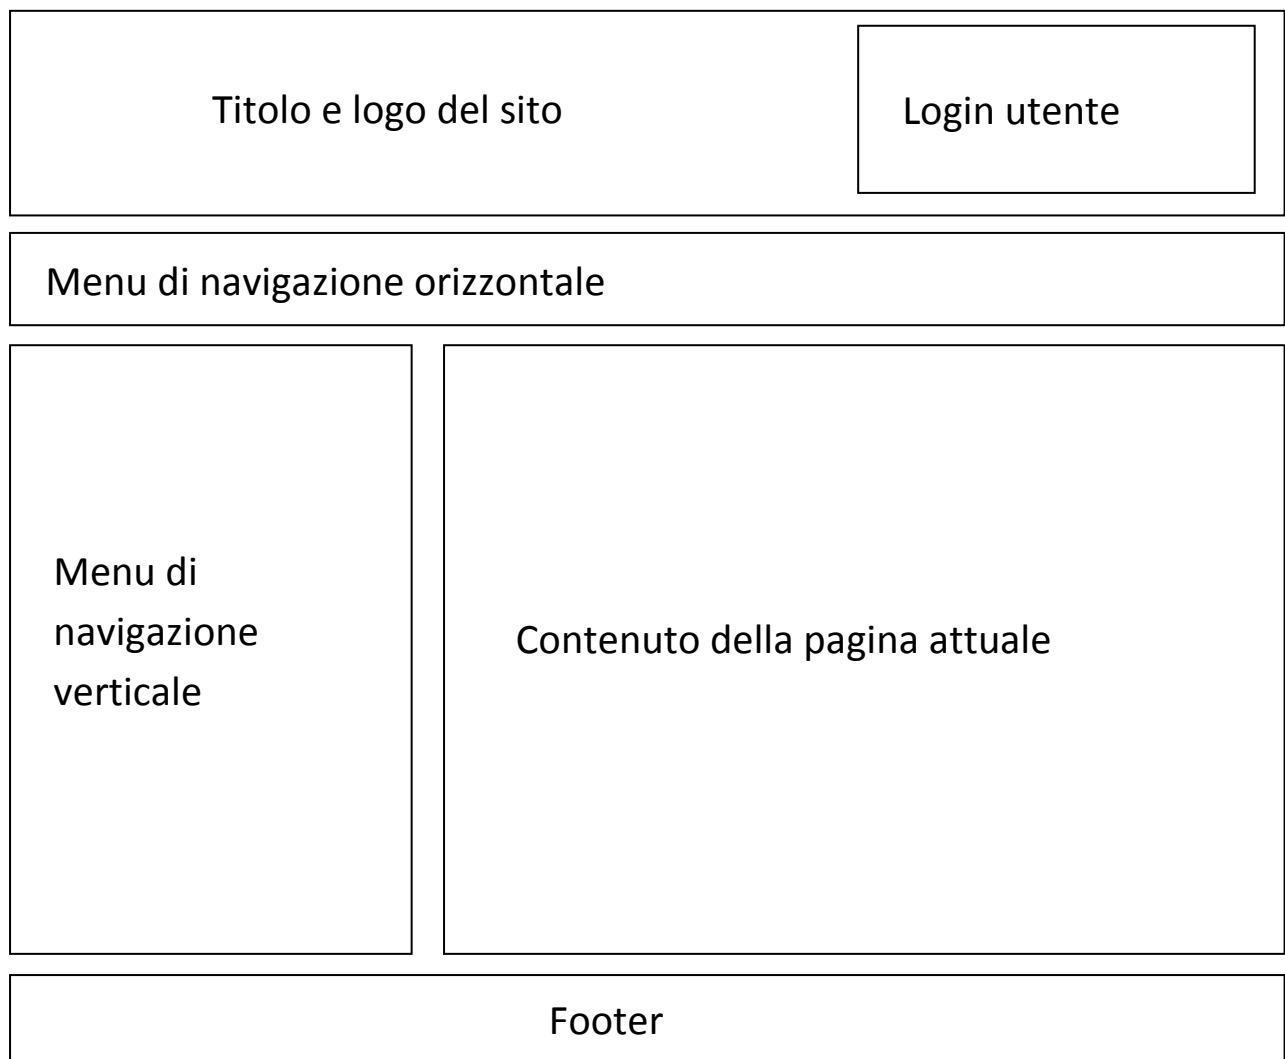 Titolo e logo del sito
Login utente
Menu di navigazione orizzontale
Menu di
navigazione
verticale
Contenuto della pagina attuale
Footer